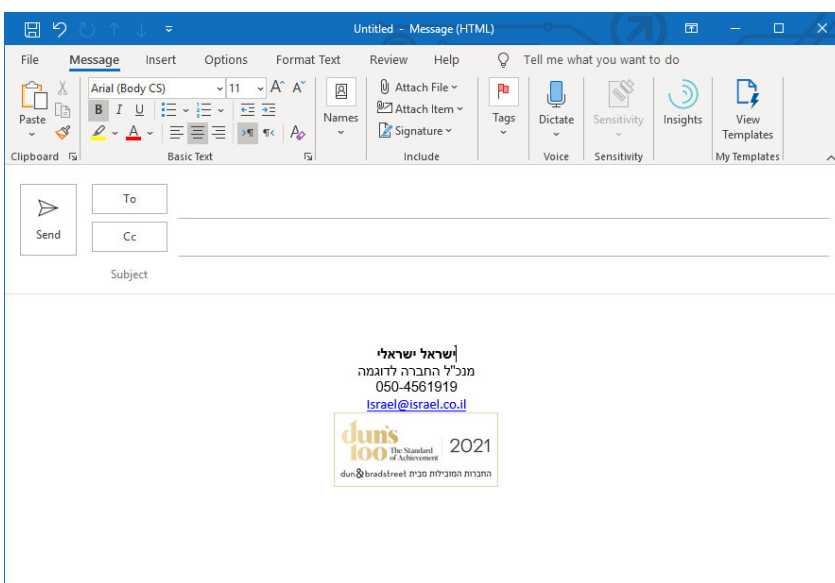 Untitled - Message (HTML)
File Message Insert Options Format Text Review Help Tell me what you want to do
Paste
Clipboard
Arial (Body CS) 11
B I U
Basic Text
Names
Attach File
Attach Item
Signature
Include
Tags
Dictate
Voice
Sensitivity
Sensitivity
Insights
View
Templates
My Templates
Send
To
Cc
Subject
ישראל ישראלי
מנכ"ל החברה לדוגמה
050-4561919
Israel@israel.co.il
dun's
100 The Standard
of Achievement
2021
החברות המובילות מבית dun&bradstreet